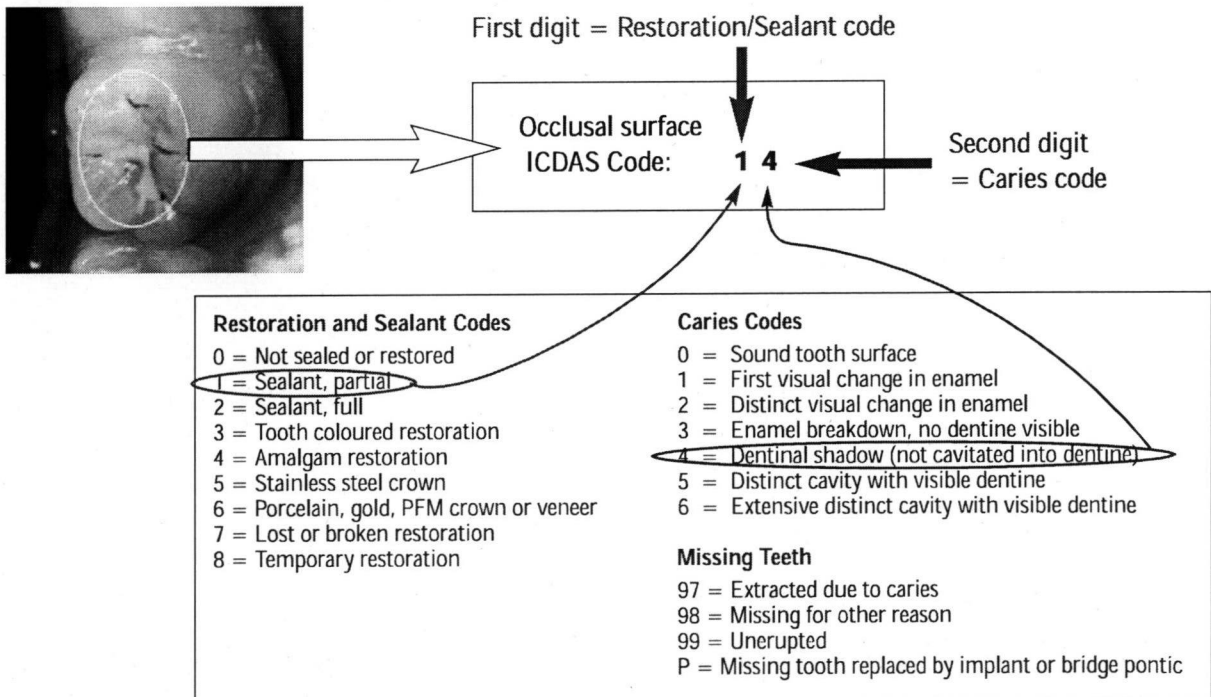 First digit = Restoration/Sealant code
Occlusal surface
ICDAS Code: 1 4
Second digit
= Caries code
Restoration and Sealant Codes
0 = Not sealed or restored
1 = Sealant, partial
2 = Sealant, full
3 = Tooth coloured restoration
4 = Amalgam restoration
5 = Stainless steel crown
6 = Porcelain, gold, PFM crown or veneer
7 = Lost or broken restoration
8 = Temporary restoration
Caries Codes
0 = Sound tooth surface
1 = First visual change in enamel
2 = Distinct visual change in enamel
3 = Enamel breakdown, no dentine visible
4 = Dentinal shadow (not cavitated into dentine)
5 = Distinct cavity with visible dentine
6 = Extensive distinct cavity with visible dentine
Missing Teeth
97 = Extracted due to caries
98 = Missing for other reason
99 = Unerupted
P = Missing tooth replaced by implant or bridge pontic